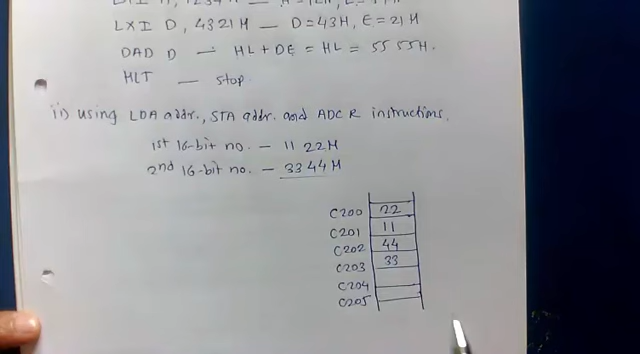 LXI D, 4321H — D = 43H, E = 21H
DAD D — HL + DE = HL = 5555H.
HLT — stop
ii) using LDA addr., STA addr. and ADC R instructions.
1st 16-bit no. — 1122H
2nd 16-bit no. — 3344H
C200 22
C201 11
C202 44
C203 33
C204
C205